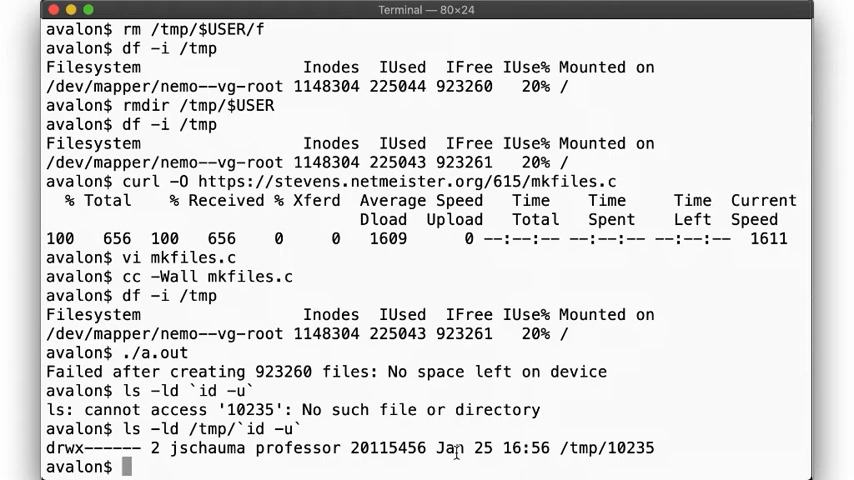 Terminal — 80×24
avalon$ rm /tmp/$USER/f
avalon$ df -i /tmp
Filesystem                  Inodes  IUsed  IFree IUse% Mounted on
/dev/mapper/nemo--vg-root 1148304 225044 923260   20% /
avalon$ rmdir /tmp/$USER
avalon$ df -i /tmp
Filesystem                  Inodes  IUsed  IFree IUse% Mounted on
/dev/mapper/nemo--vg-root 1148304 225043 923261   20% /
avalon$ curl -O https://stevens.netmeister.org/615/mkfiles.c
  % Total    % Received % Xferd  Average Speed   Time    Time     Time  Current
                                 Dload  Upload   Total   Spent    Left  Speed
100   656  100   656    0     0   1609      0 --:--:-- --:--:-- --:--:--  1611
avalon$ vi mkfiles.c
avalon$ cc -Wall mkfiles.c
avalon$ df -i /tmp
Filesystem                  Inodes  IUsed  IFree IUse% Mounted on
/dev/mapper/nemo--vg-root 1148304 225043 923261   20% /
avalon$ ./a.out
Failed after creating 923260 files: No space left on device
avalon$ ls -ld `id -u`
ls: cannot access '10235': No such file or directory
avalon$ ls -ld /tmp/`id -u`
drwx------ 2 jschauma professor 20115456 Jan 25 16:56 /tmp/10235
avalon$